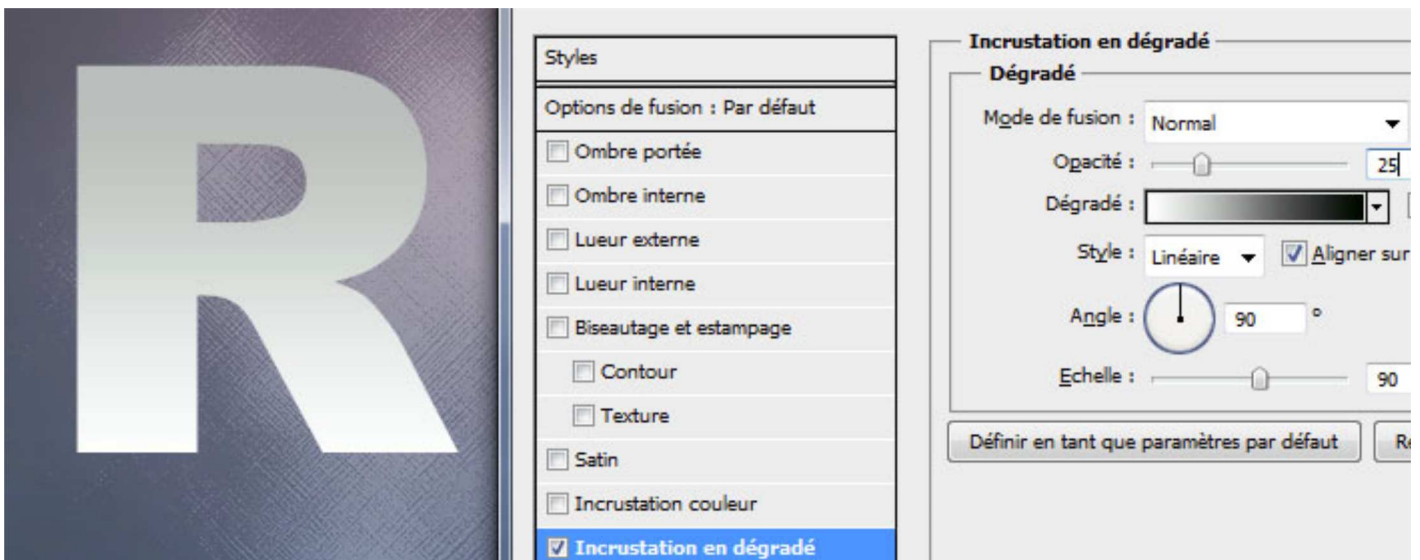 R
Styles
Options de fusion : Par défaut
Ombre portée
Ombre interne
Lueur externe
Lueur interne
Biseautage et estampage
Contour
Texture
Satin
Incrustation couleur
Incrustation en dégradé
Incrustation en dégradé
Dégradé
Mode de fusion : Normal
Opacité : 25
Dégradé :
Style : Linéaire Aligner sur
Angle : 90 °
Echelle : 90
Définir en tant que paramètres par défaut